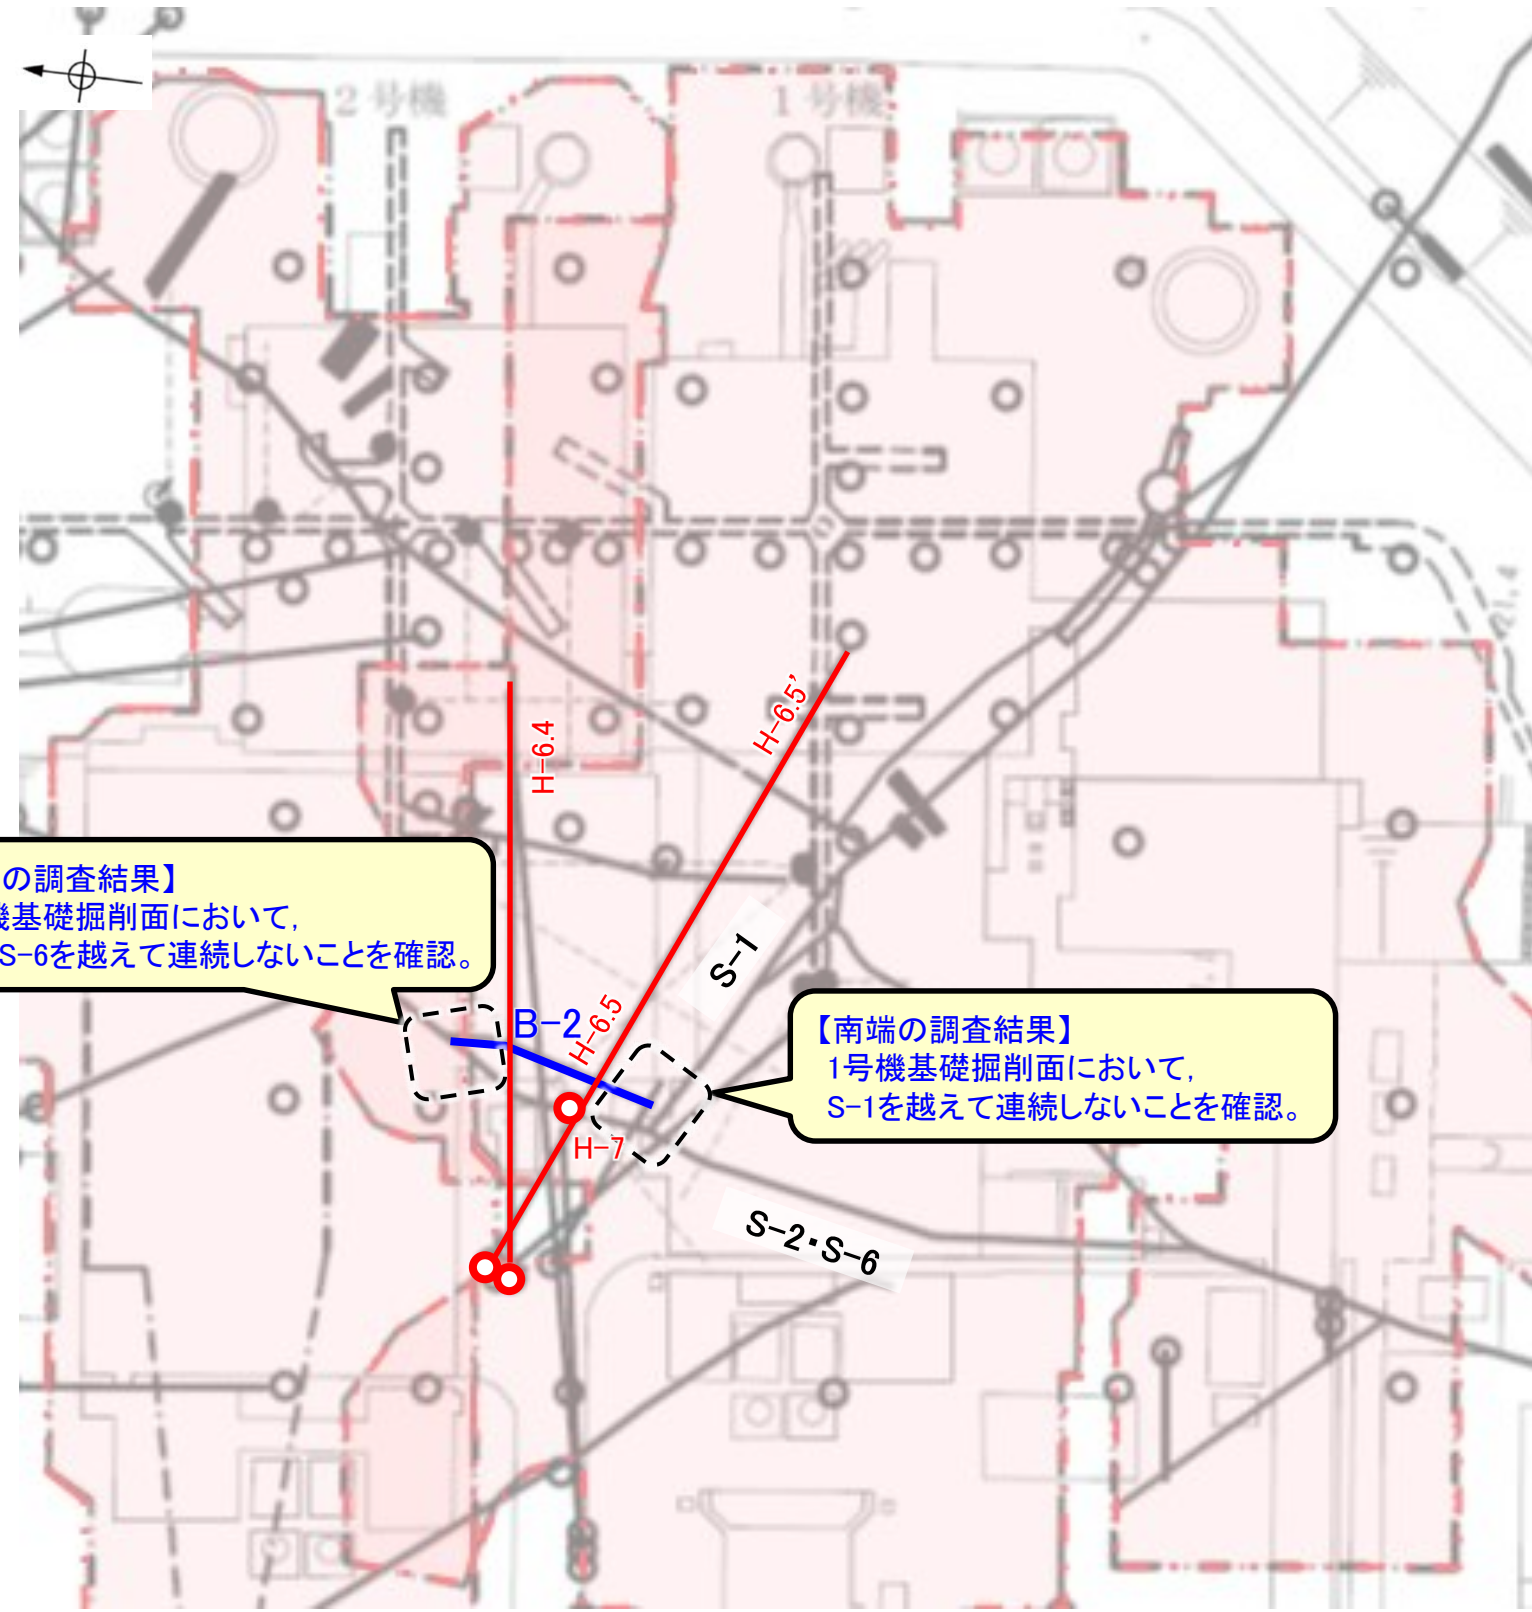 2号機
1号機
H-6.4
H-6.5'
の調査結果】
機基礎掘削面において,
S-6を越えて連続しないことを確認。
S-1
B-2
H-6.5
【南端の調査結果】
1号機基礎掘削面において,
S-1を越えて連続しないことを確認。
H-7
S-2・S-6